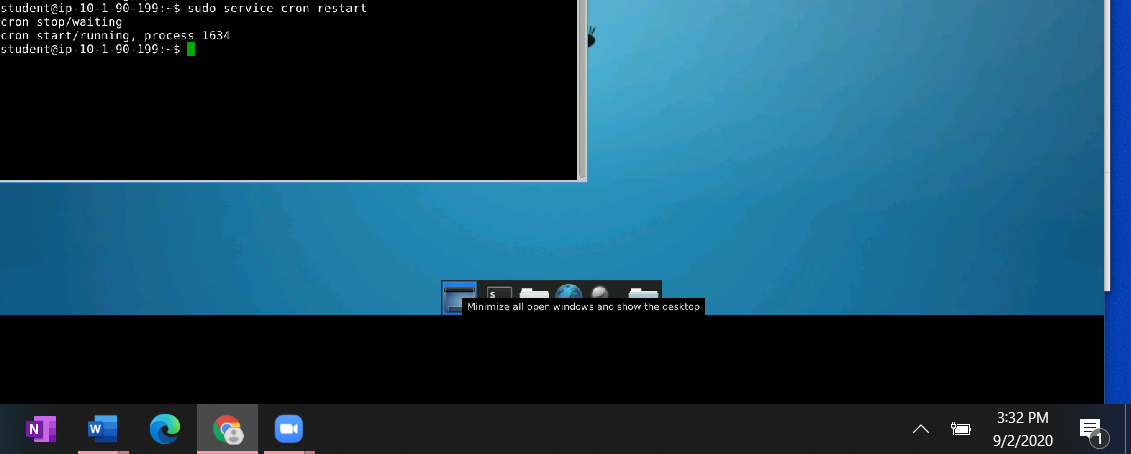 student@ip-10-1-90-199:~$ sudo service cron restart
cron stop/waiting
cron start/running, process 1634
student@ip-10-1-90-199:~$
$
Minimize all open windows and show the desktop
N
W
3:32 PM
9/2/2020
1